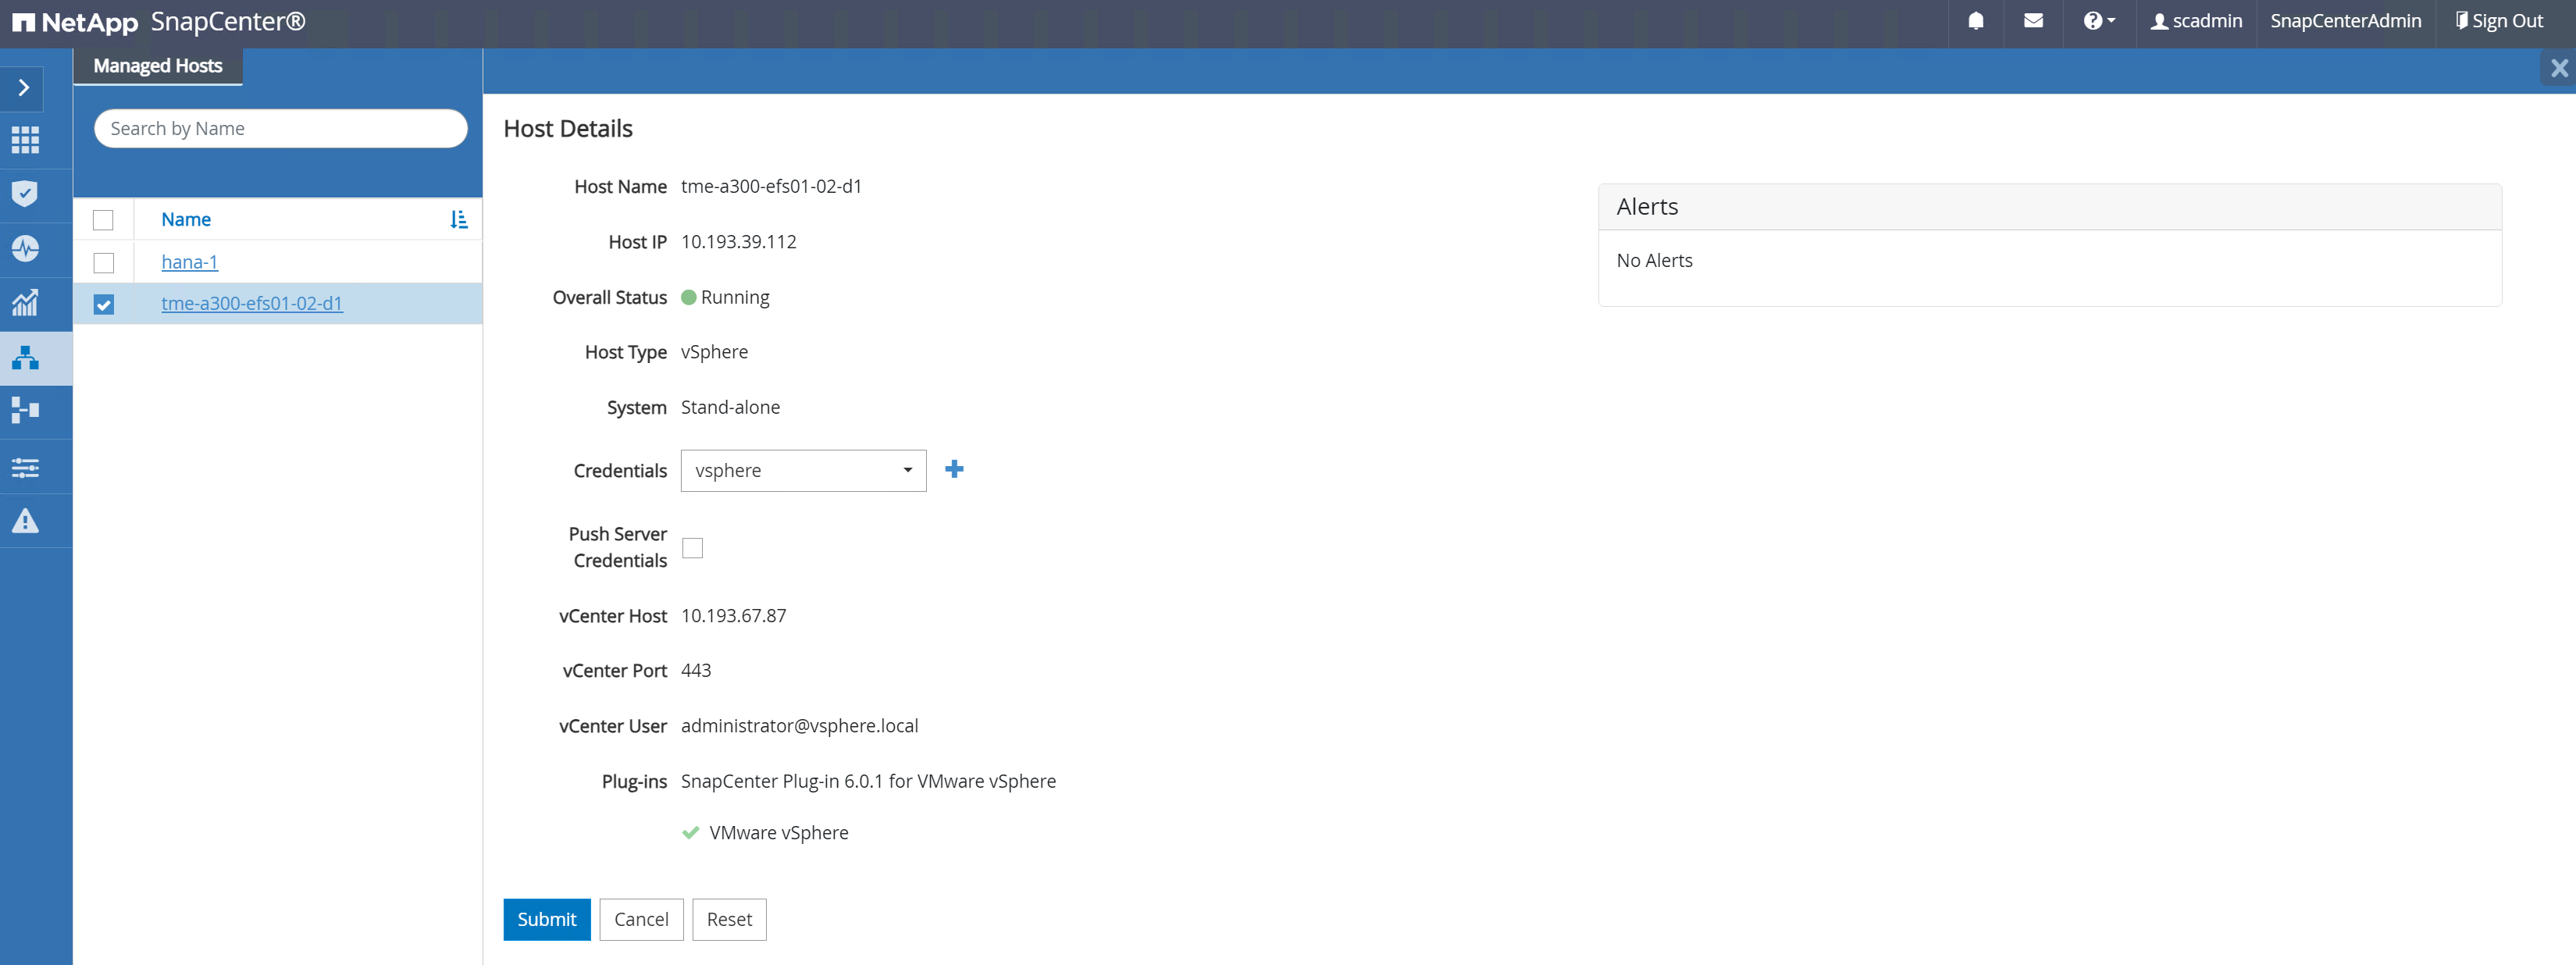 NetApp SnapCenter®
scadmin
SnapCenterAdmin
Sign Out
Managed Hosts
Search by Name
Name
hana-1
tme-a300-efs01-02-d1
Host Details
Host Name tme-a300-efs01-02-d1
Host IP 10.193.39.112
Overall Status Running
Host Type vSphere
System Stand-alone
Credentials vsphere
Push Server
Credentials
vCenter Host 10.193.67.87
vCenter Port 443
vCenter User administrator@vsphere.local
Plug-ins SnapCenter Plug-in 6.0.1 for VMware vSphere
VMware vSphere
Submit Cancel Reset
Alerts
No Alerts